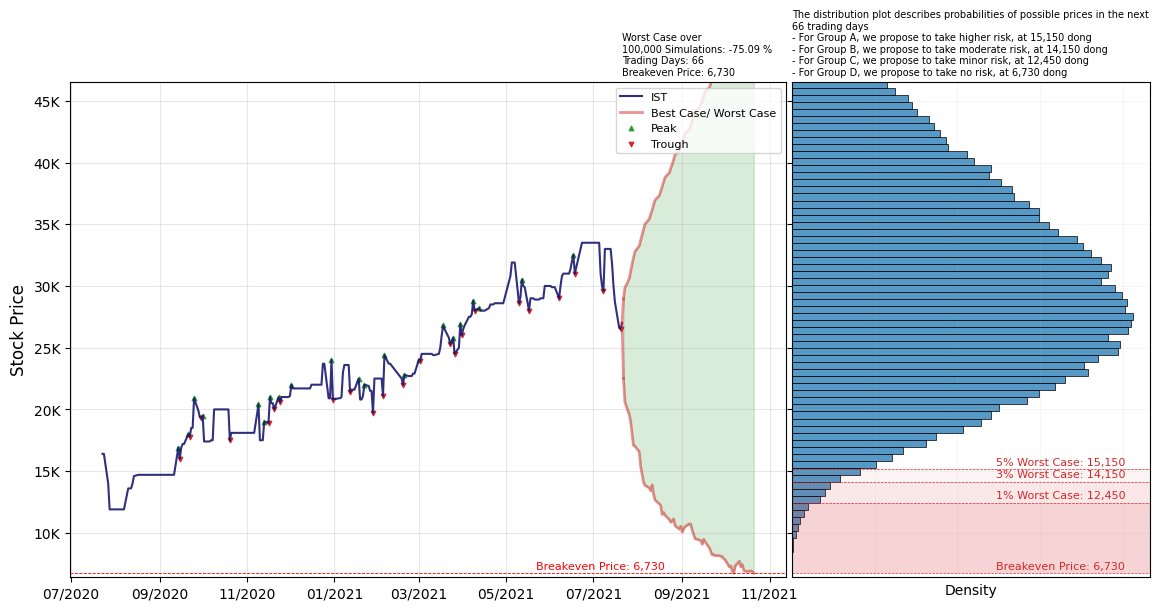 The distribution plot describes probabilities of possible prices in the next
66 trading days
- For Group A, we propose to take higher risk, at 15,150 dong
- For Group B, we propose to take moderate risk, at 14,150 dong
- For Group C, we propose to take minor risk, at 12,450 dong
- For Group D, we propose to take no risk, at 6,730 dong
Worst Case over
100,000 Simulations: -75.09 %
Trading Days: 66
Breakeven Price: 6,730
IST
Best Case/ Worst Case
Peak
Trough
Stock Price
45K
40K
35K
30K
25K
20K
15K
10K
Breakeven Price: 6,730
07/2020
09/2020
11/2020
01/2021
03/2021
05/2021
07/2021
09/2021
11/2021
5% Worst Case: 15,150
3% Worst Case: 14,150
1% Worst Case: 12,450
Breakeven Price: 6,730
Density